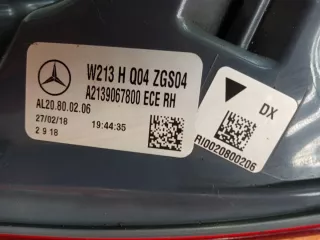 W213 H Q04 ZGS04
A2139067800 ECE RH
AL20.80.02.06
27/02/18 19:44:35
2 9 18
DX
RI0020800206